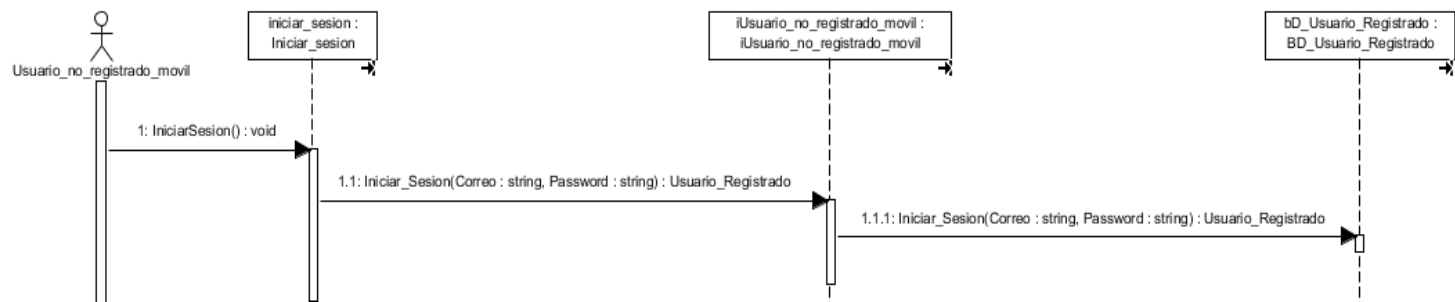 iniciar_sesion :
Iniciar_sesion
iUsuario_no_registrado_movil :
iUsuario_no_registrado_movil
bD_Usuario_Registrado :
BD_Usuario_Registrado
Usuario_no_registrado_movil
1: IniciarSesion() : void
1.1: Iniciar_Sesion(Correo : string, Password : string) : Usuario_Registrado
1.1.1: Iniciar_Sesion(Correo : string, Password : string) : Usuario_Registrado